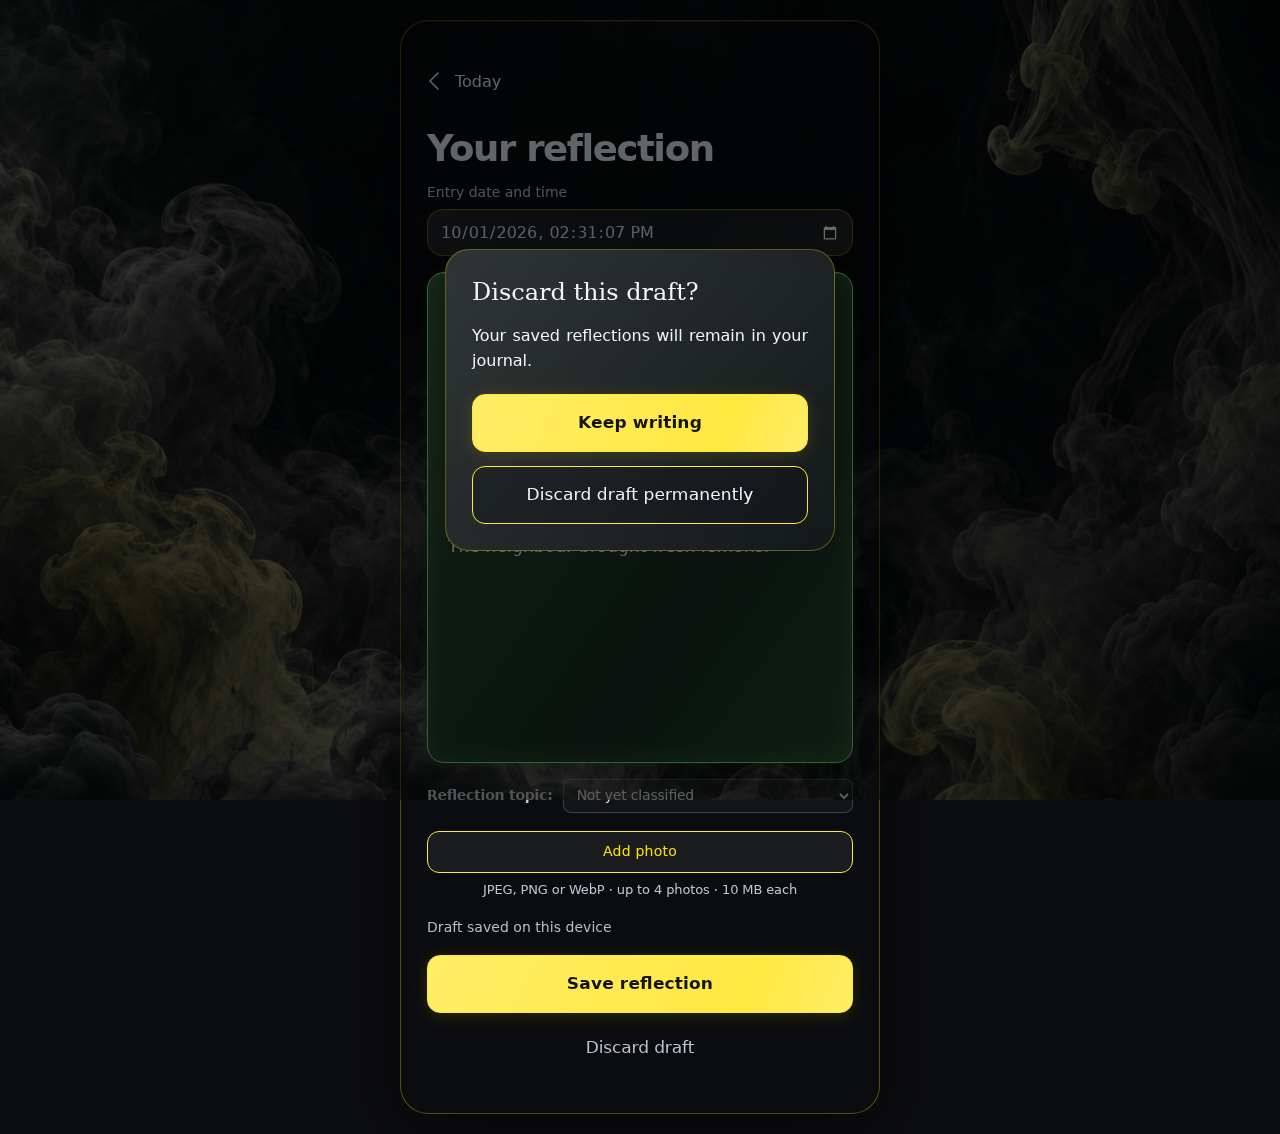 Today
Your reflection
Entry date and time
10/01/2026, 02:31:07 PM
Discard this draft?
Your saved reflections will remain in your
journal.
Keep writing
Discard draft permanently
Reflection topic: Not yet classified
Add photo
JPEG, PNG or WebP · up to 4 photos · 10 MB each
Draft saved on this device
Save reflection
Discard draft